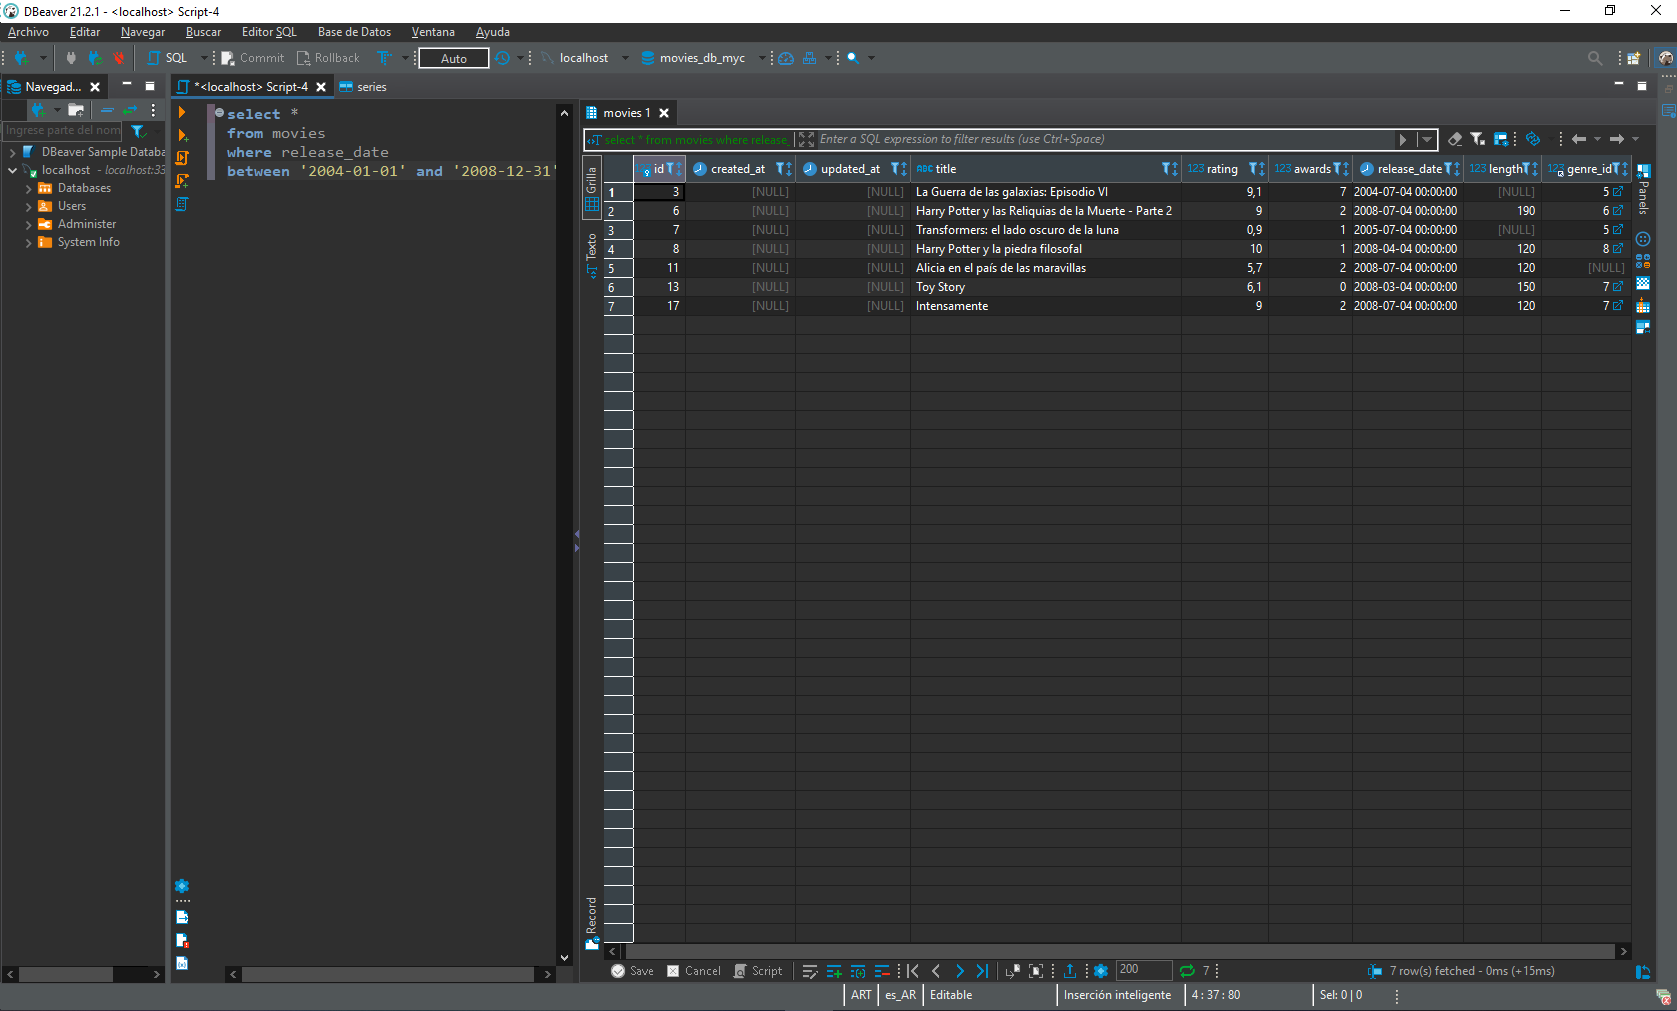 DBeaver 21.2.1 - <localhost> Script-4
Archivo Editar Navegar Buscar Editor SQL Base de Datos Ventana Ayuda
SQL Commit Rollback Auto localhost movies_db_myc
Navegad... *<localhost> Script-4 series
Ingrese parte del nom
DBeaver Sample Databa
localhost - localhost:33
Databases
Users
Administer
System Info
select *
from movies
where release_date
between '2004-01-01' and '2008-12-31'
movies 1
select * from movies where release_ Enter a SQL expression to filter results (use Ctrl+Space)
Grilla
Texto
Record
Panels
123 id created_at updated_at ABC title 123 rating 123 awards release_date 123 length 123 genre_id
1 3 [NULL] [NULL] La Guerra de las galaxias: Episodio VI 9,1 7 2004-07-04 00:00:00 [NULL] 5
2 6 [NULL] [NULL] Harry Potter y las Reliquias de la Muerte - Parte 2 9 2 2008-07-04 00:00:00 190 6
3 7 [NULL] [NULL] Transformers: el lado oscuro de la luna 0,9 1 2005-07-04 00:00:00 [NULL] 5
4 8 [NULL] [NULL] Harry Potter y la piedra filosofal 10 1 2008-04-04 00:00:00 120 8
5 11 [NULL] [NULL] Alicia en el país de las maravillas 5,7 2 2008-07-04 00:00:00 120 [NULL]
6 13 [NULL] [NULL] Toy Story 6,1 0 2008-03-04 00:00:00 150 7
7 17 [NULL] [NULL] Intensamente 9 2 2008-07-04 00:00:00 120 7
Save Cancel Script 200 7 7 row(s) fetched - 0ms (+15ms)
ART es_AR Editable Inserción inteligente 4 : 37 : 80 Sel: 0 | 0